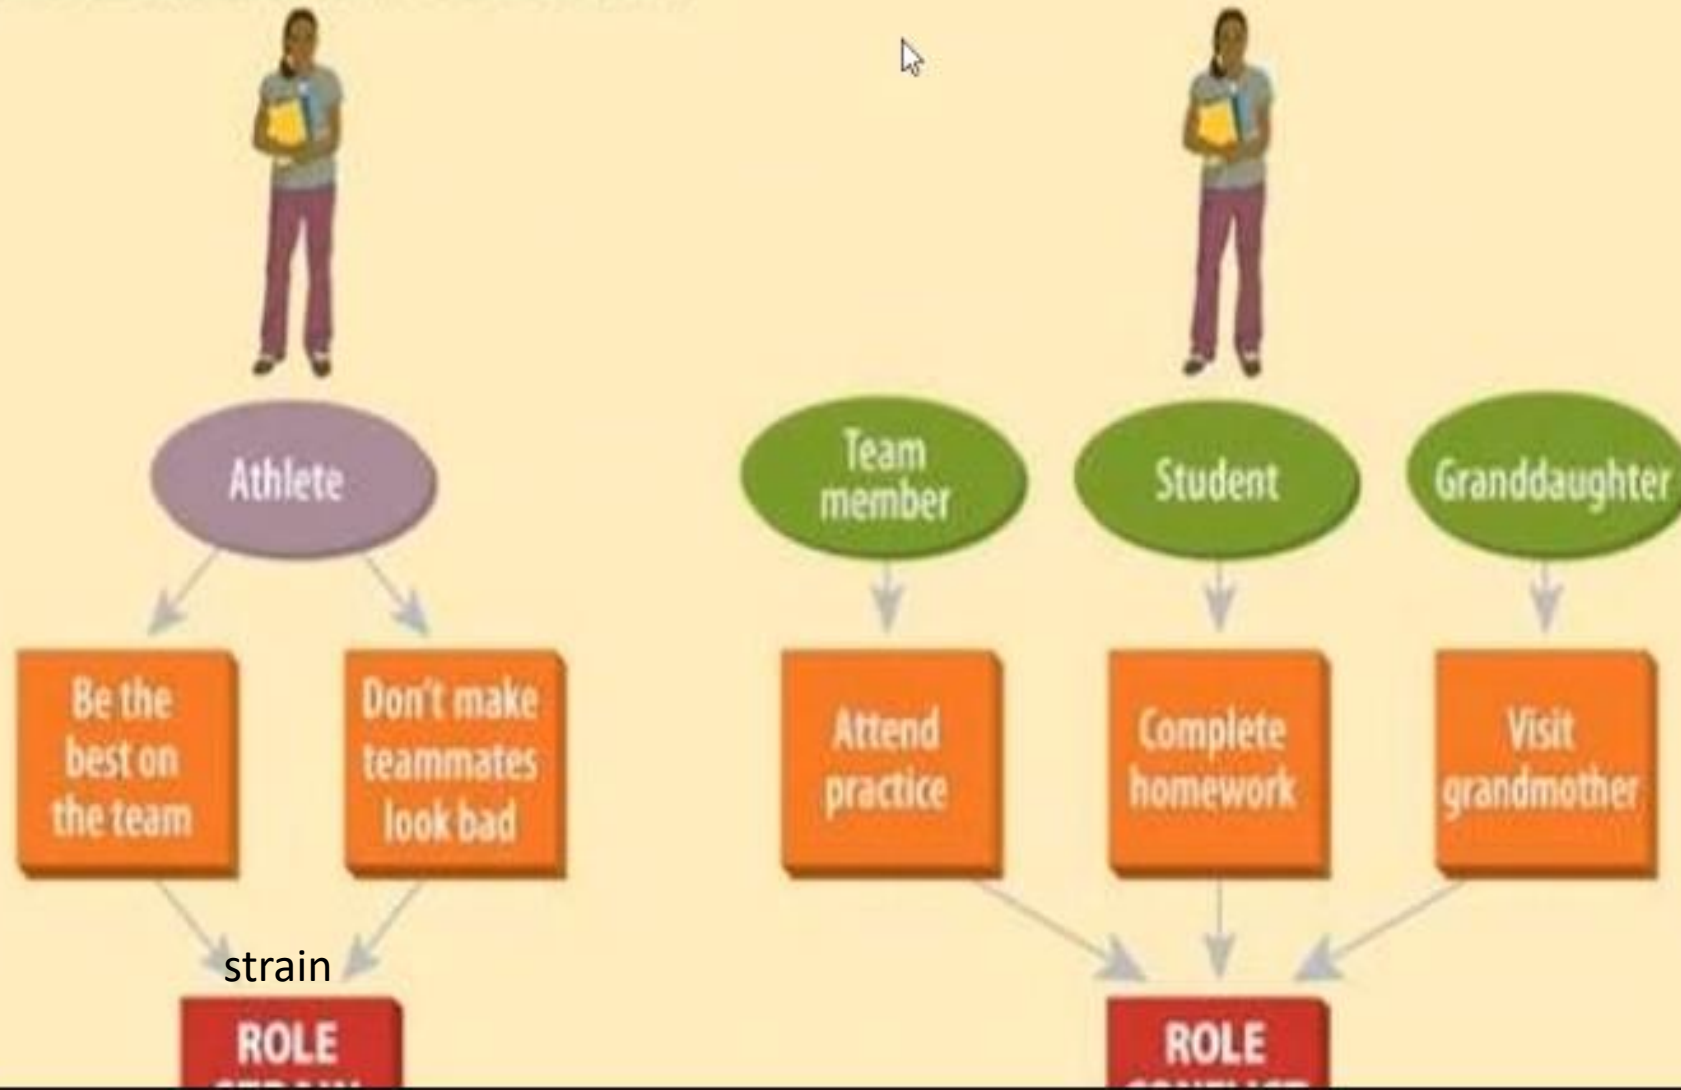 Athlete
Be the
best on
the team
Don't make
teammates
look bad
strain
ROLE
Team
member
Student
Granddaughter
Attend
practice
Complete
homework
Visit
grandmother
ROLE